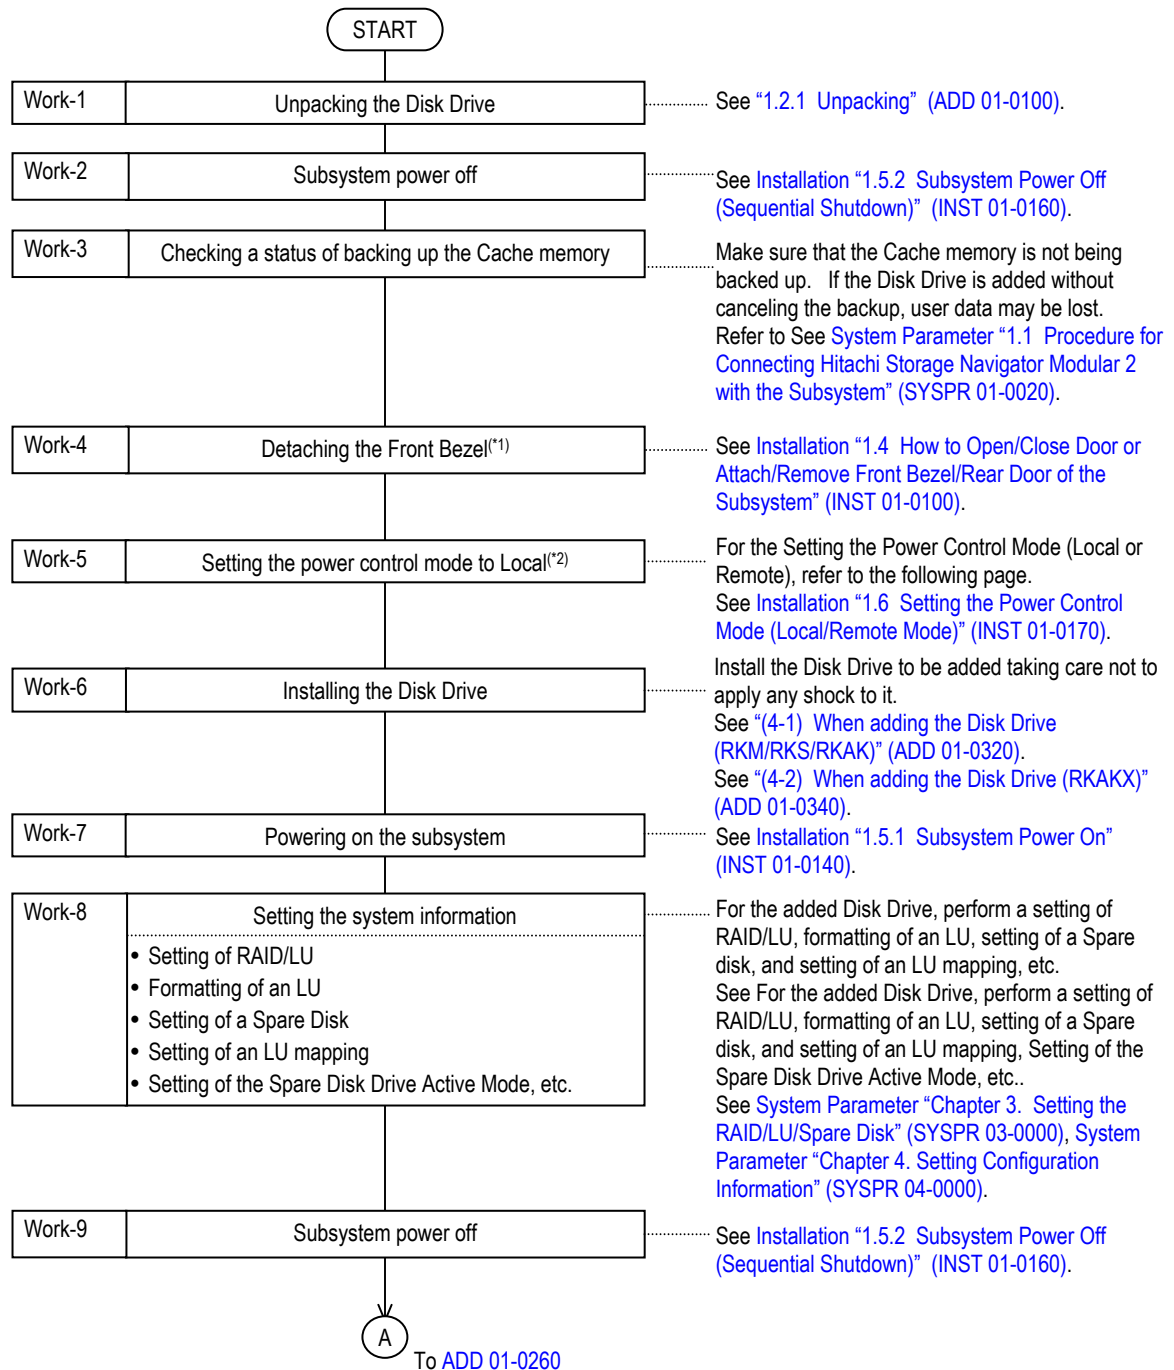 START
Work-1
Unpacking the Disk Drive
See “1.2.1 Unpacking” (ADD 01-0100).
Work-2
Subsystem power off
See Installation “1.5.2 Subsystem Power Off
(Sequential Shutdown)” (INST 01-0160).
Work-3
Checking a status of backing up the Cache memory
Make sure that the Cache memory is not being
backed up. If the Disk Drive is added without
canceling the backup, user data may be lost.
Refer to See System Parameter “1.1 Procedure for
Connecting Hitachi Storage Navigator Modular 2
with the Subsystem” (SYSPR 01-0020).
Work-4
Detaching the Front Bezel(*1)
See Installation “1.4 How to Open/Close Door or
Attach/Remove Front Bezel/Rear Door of the
Subsystem” (INST 01-0100).
Work-5
Setting the power control mode to Local(*2)
For the Setting the Power Control Mode (Local or
Remote), refer to the following page.
See Installation “1.6 Setting the Power Control
Mode (Local/Remote Mode)” (INST 01-0170).
Work-6
Installing the Disk Drive
Install the Disk Drive to be added taking care not to
apply any shock to it.
See “(4-1) When adding the Disk Drive
(RKM/RKS/RKAK)” (ADD 01-0320).
See “(4-2) When adding the Disk Drive (RKAKX)”
(ADD 01-0340).
Work-7
Powering on the subsystem
See Installation “1.5.1 Subsystem Power On”
(INST 01-0140).
Work-8
Setting the system information
• Setting of RAID/LU
• Formatting of an LU
• Setting of a Spare Disk
• Setting of an LU mapping
• Setting of the Spare Disk Drive Active Mode, etc.
For the added Disk Drive, perform a setting of
RAID/LU, formatting of an LU, setting of a Spare
disk, and setting of an LU mapping, etc.
See For the added Disk Drive, perform a setting of
RAID/LU, formatting of an LU, setting of a Spare
disk, and setting of an LU mapping, Setting of the
Spare Disk Drive Active Mode, etc..
See System Parameter “Chapter 3. Setting the
RAID/LU/Spare Disk” (SYSPR 03-0000), System
Parameter “Chapter 4. Setting Configuration
Information” (SYSPR 04-0000).
Work-9
Subsystem power off
See Installation “1.5.2 Subsystem Power Off
(Sequential Shutdown)” (INST 01-0160).
A
To ADD 01-0260